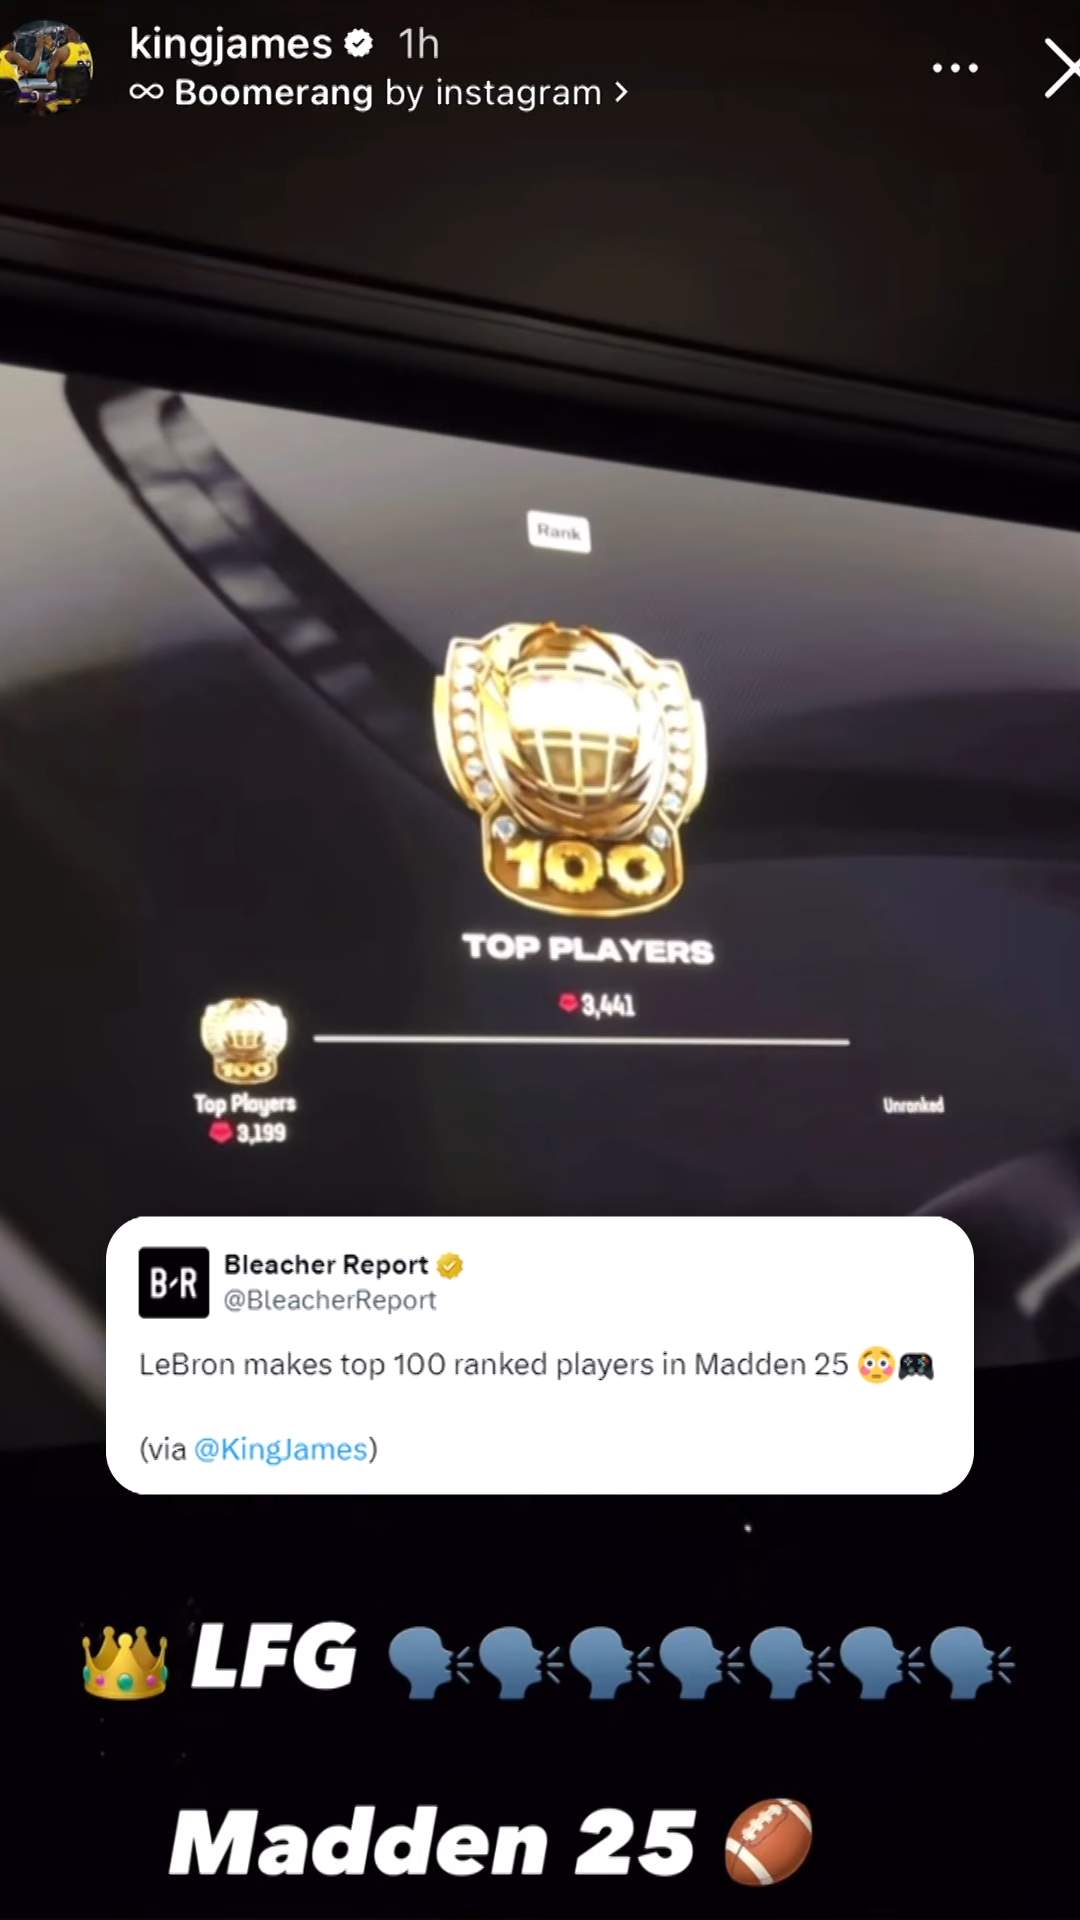 kingjames 1h
∞ Boomerang by instagram >
Rank
100
TOP PLAYERS
3,441
100
Top Players
3,199
Unranked
B/R
Bleacher Report
@BleacherReport
LeBron makes top 100 ranked players in Madden 25 😳🎮
(via @KingJames)
👑 LFG 🗣️🗣️🗣️🗣️🗣️🗣️🗣️
Madden 25 🏈